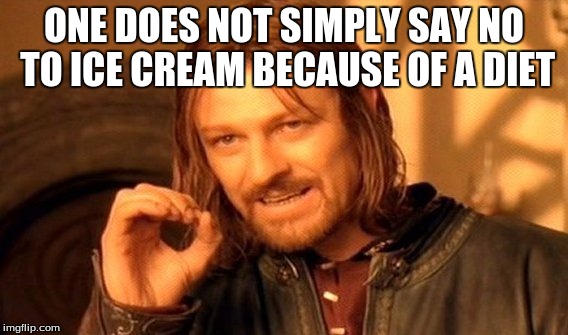 ONE DOES NOT SIMPLY SAY NO
TO ICE CREAM BECAUSE OF A DIET
imgflip.com